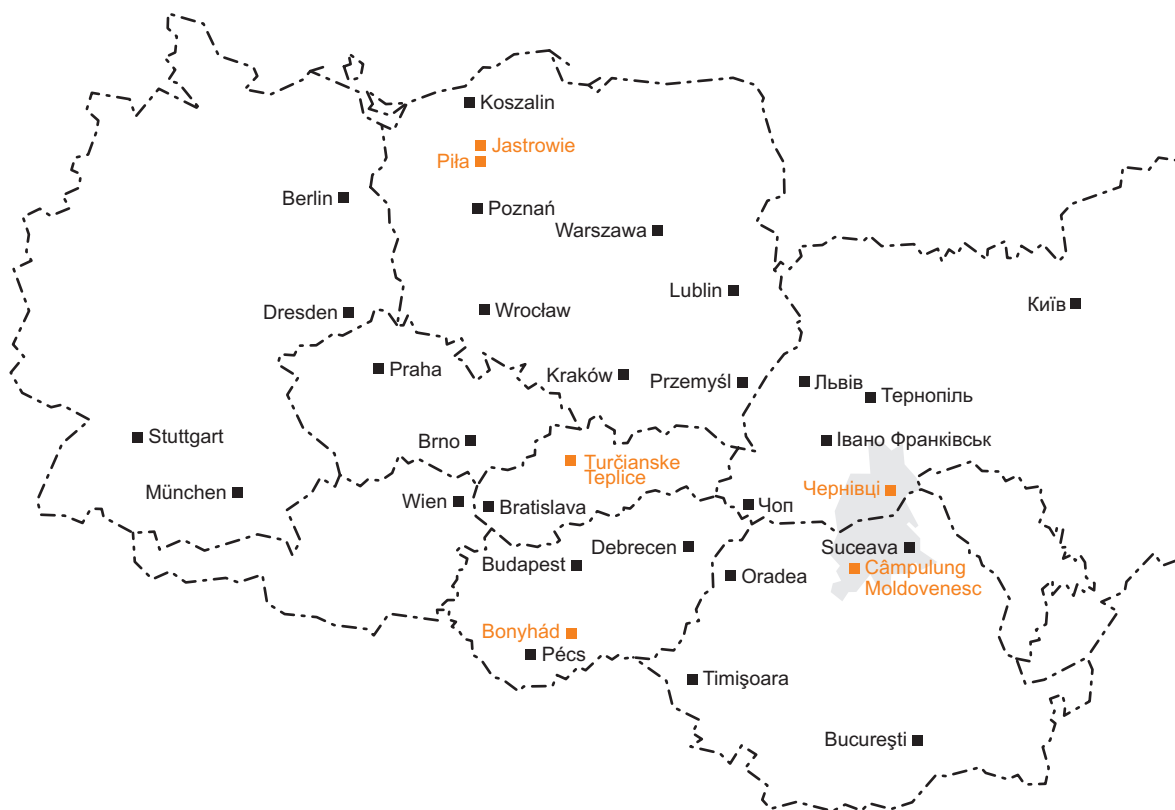 Koszalin
Jastrowie
Piła
Berlin
Poznań
Warszawa
Lublin
Київ
Dresden
Wrocław
Praha
Kraków
Przemyśl
Львів
Тернопіль
Stuttgart
Brno
Івано Франківськ
Turčianske
Teplice
München
Wien
Bratislava
Чоп
Чернівці
Debrecen
Suceava
Budapest
Oradea
Câmpulung
Moldovenesc
Bonyhád
Pécs
Timişoara
Bucureşti